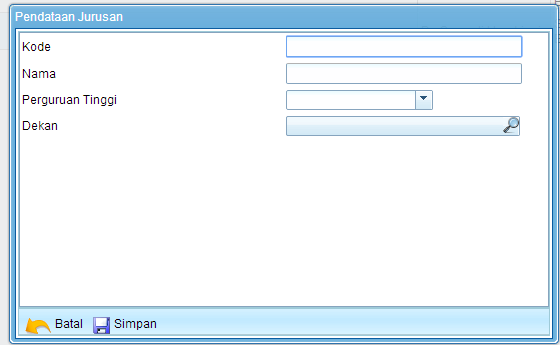 Pendataan Jurusan
Kode
Nama
Perguruan Tinggi
Dekan
Batal Simpan